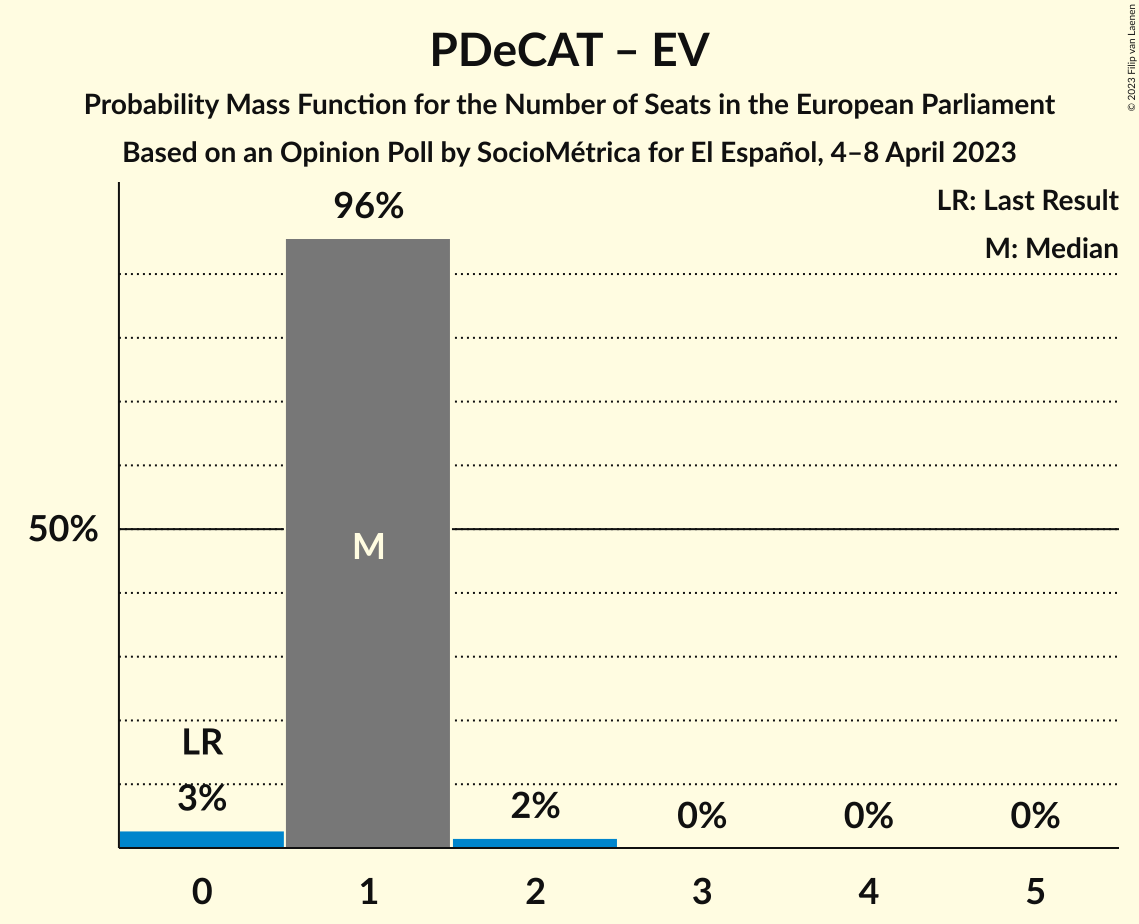 PDeCAT – EV
Probability Mass Function for the Number of Seats in the European Parliament
Based on an Opinion Poll by SocioMétrica for El Español, 4–8 April 2023
© 2023 Filip van Laenen
LR: Last Result
M: Median
96%
50%
M
LR
3%
2%
0%
0%
0%
0 1 2 3 4 5